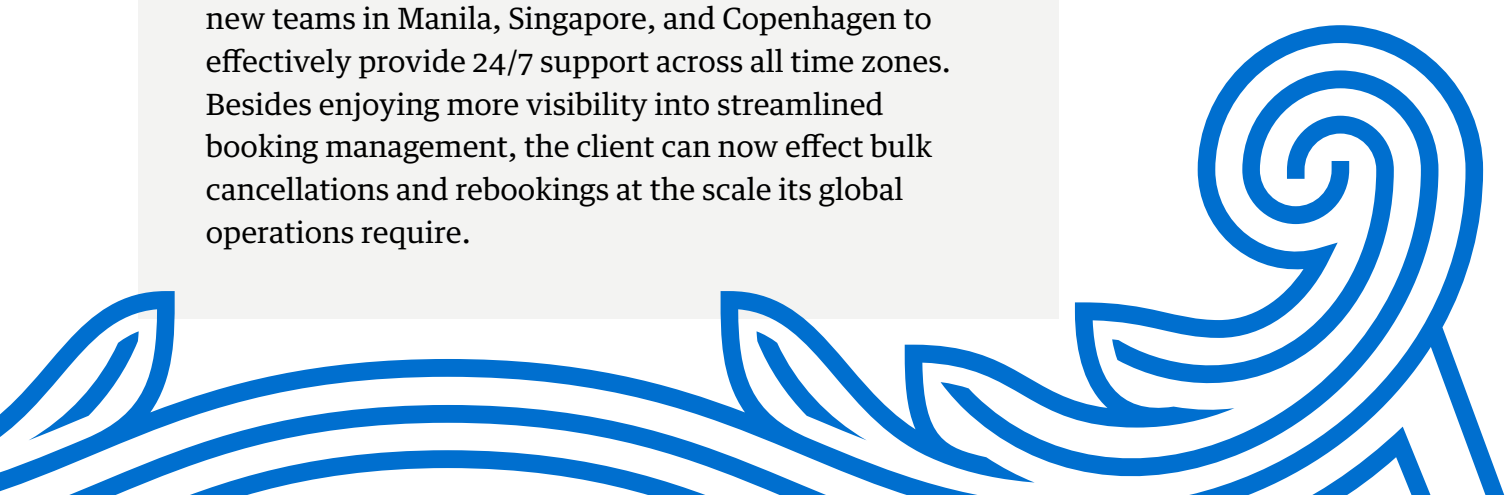 new teams in Manila, Singapore, and Copenhagen to
effectively provide 24/7 support across all time zones.
Besides enjoying more visibility into streamlined
booking management, the client can now effect bulk
cancellations and rebookings at the scale its global
operations require.